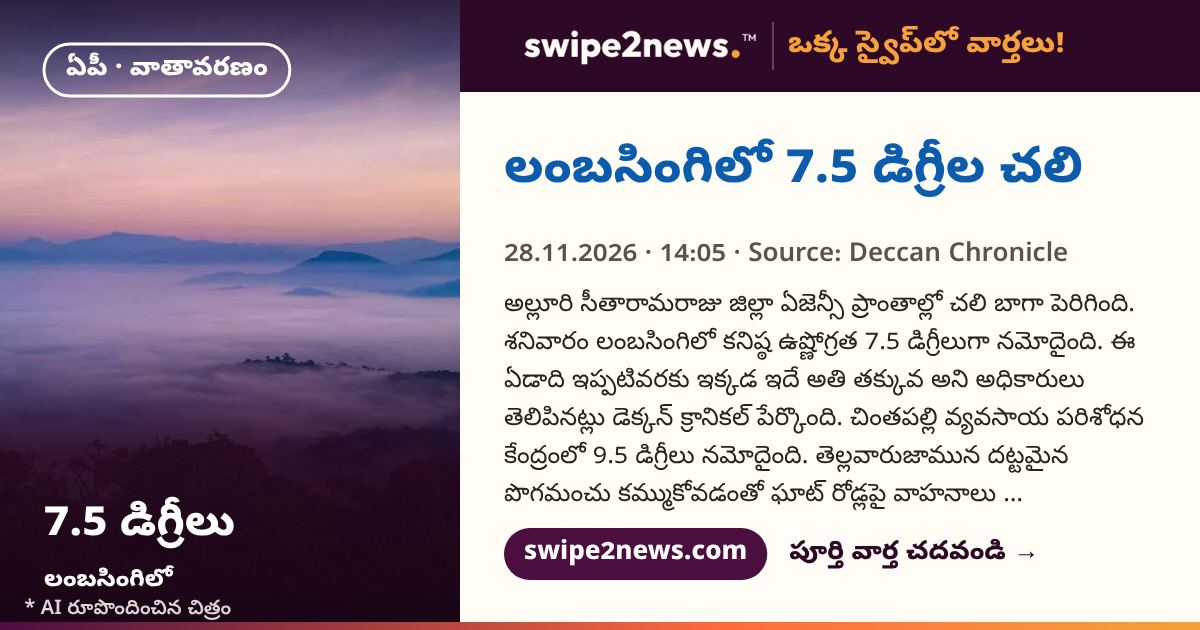 ఏపీ · వాతావరణం
swipe2news.™
ఒక్క స్వైప్‌లో వార్తలు!
లంబసింగిలో 7.5 డిగ్రీల చలి
28.11.2026 · 14:05 · Source: Deccan Chronicle
అల్లూరి సీతారామరాజు జిల్లా ఏజెన్సీ ప్రాంతాల్లో చలి బాగా పెరిగింది.
శనివారం లంబసింగిలో కనిష్ఠ ఉష్ణోగ్రత 7.5 డిగ్రీలుగా నమోదైంది. ఈ
ఏడాది ఇప్పటివరకు ఇక్కడ ఇదే అతి తక్కువ అని అధికారులు
తెలిపినట్లు డెక్కన్ క్రానికల్ పేర్కొంది. చింతపల్లి వ్యవసాయ పరిశోధన
కేంద్రంలో 9.5 డిగ్రీలు నమోదైంది. తెల్లవారుజామున దట్టమైన
పొగమంచు కమ్ముకోవడంతో ఘాట్ రోడ్లపై వాహనాలు ...
swipe2news.com
పూర్తి వార్త చదవండి →
7.5 డిగ్రీలు
లంబసింగిలో
* AI రూపొందించిన చిత్రం